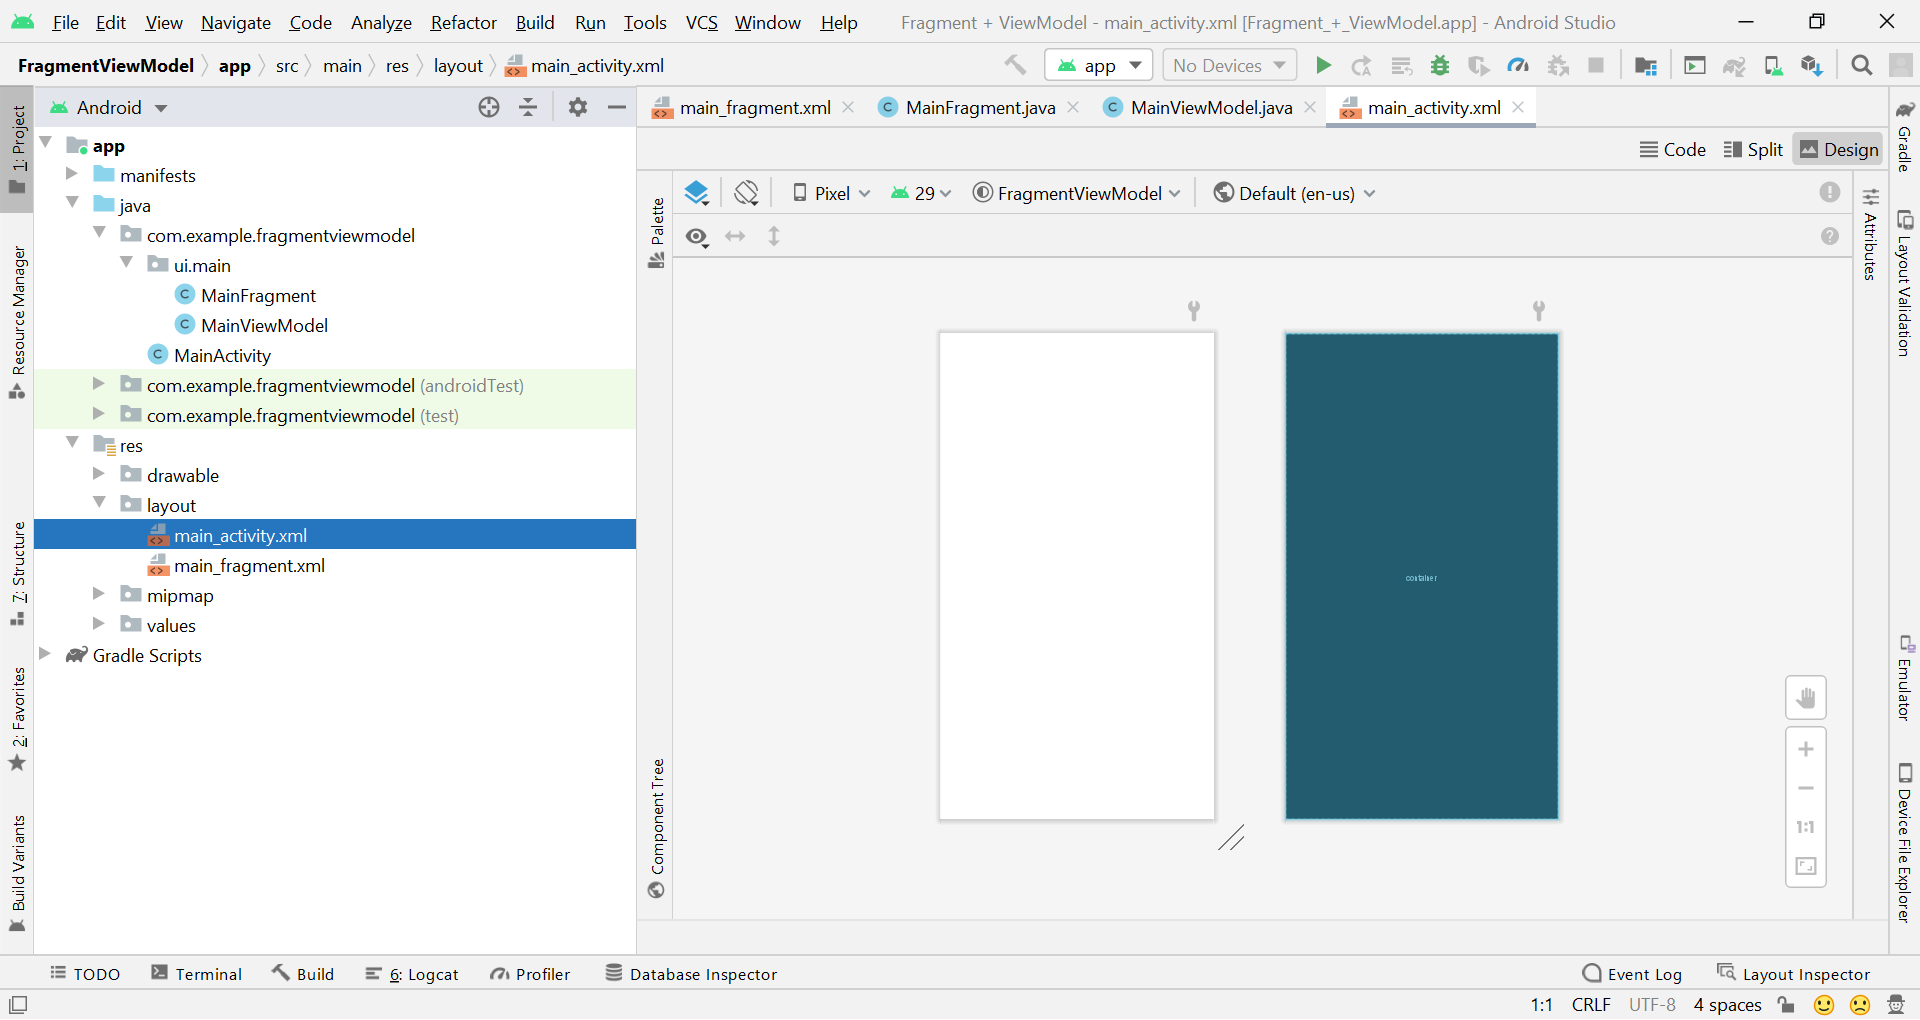 File Edit View Navigate Code Analyze Refactor Build Run Tools VCS Window Help Fragment + ViewModel - main_activity.xml [Fragment_+_ViewModel.app] - Android Studio
FragmentViewModel app src main res layout main_activity.xml app No Devices
1: Project
Resource Manager
7: Structure
2: Favorites
Build Variants
Android
app
manifests
java
com.example.fragmentviewmodel
ui.main
MainFragment
MainViewModel
MainActivity
com.example.fragmentviewmodel (androidTest)
com.example.fragmentviewmodel (test)
res
drawable
layout
main_activity.xml
main_fragment.xml
mipmap
values
Gradle Scripts
main_fragment.xml MainFragment.java MainViewModel.java main_activity.xml
Code Split Design
Pixel 29 FragmentViewModel Default (en-us)
Palette
Component Tree
container
1:1
Attributes
Gradle
Layout Validation
Emulator
Device File Explorer
TODO Terminal Build 6: Logcat Profiler Database Inspector Event Log Layout Inspector
1:1 CRLF UTF-8 4 spaces